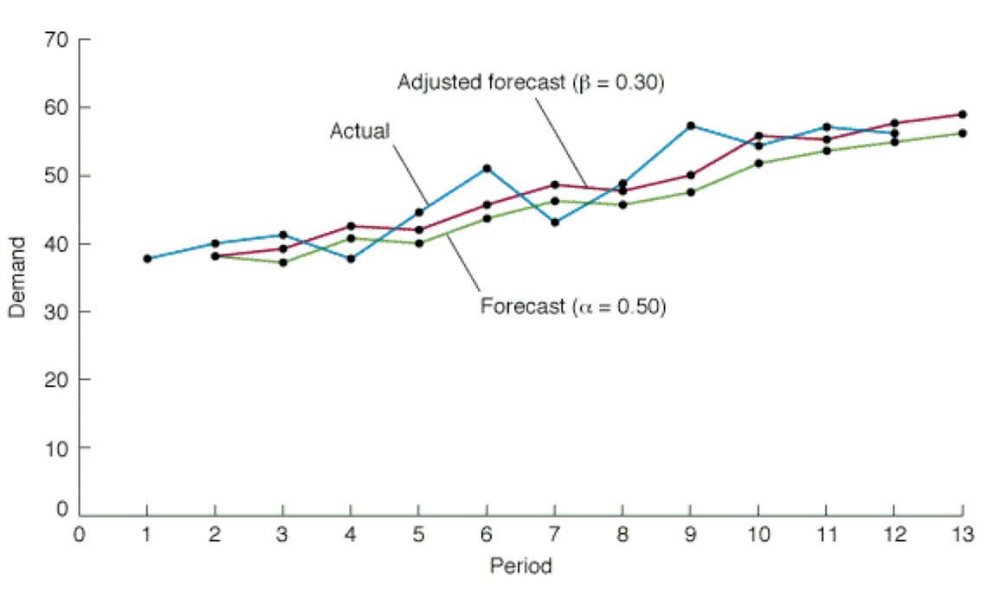 70
Adjusted forecast (β = 0.30)
60
Actual
50
40
Demand
30
Forecast (α = 0.50)
20
10
0
0 1 2 3 4 5 6 7 8 9 10 11 12 13
Period